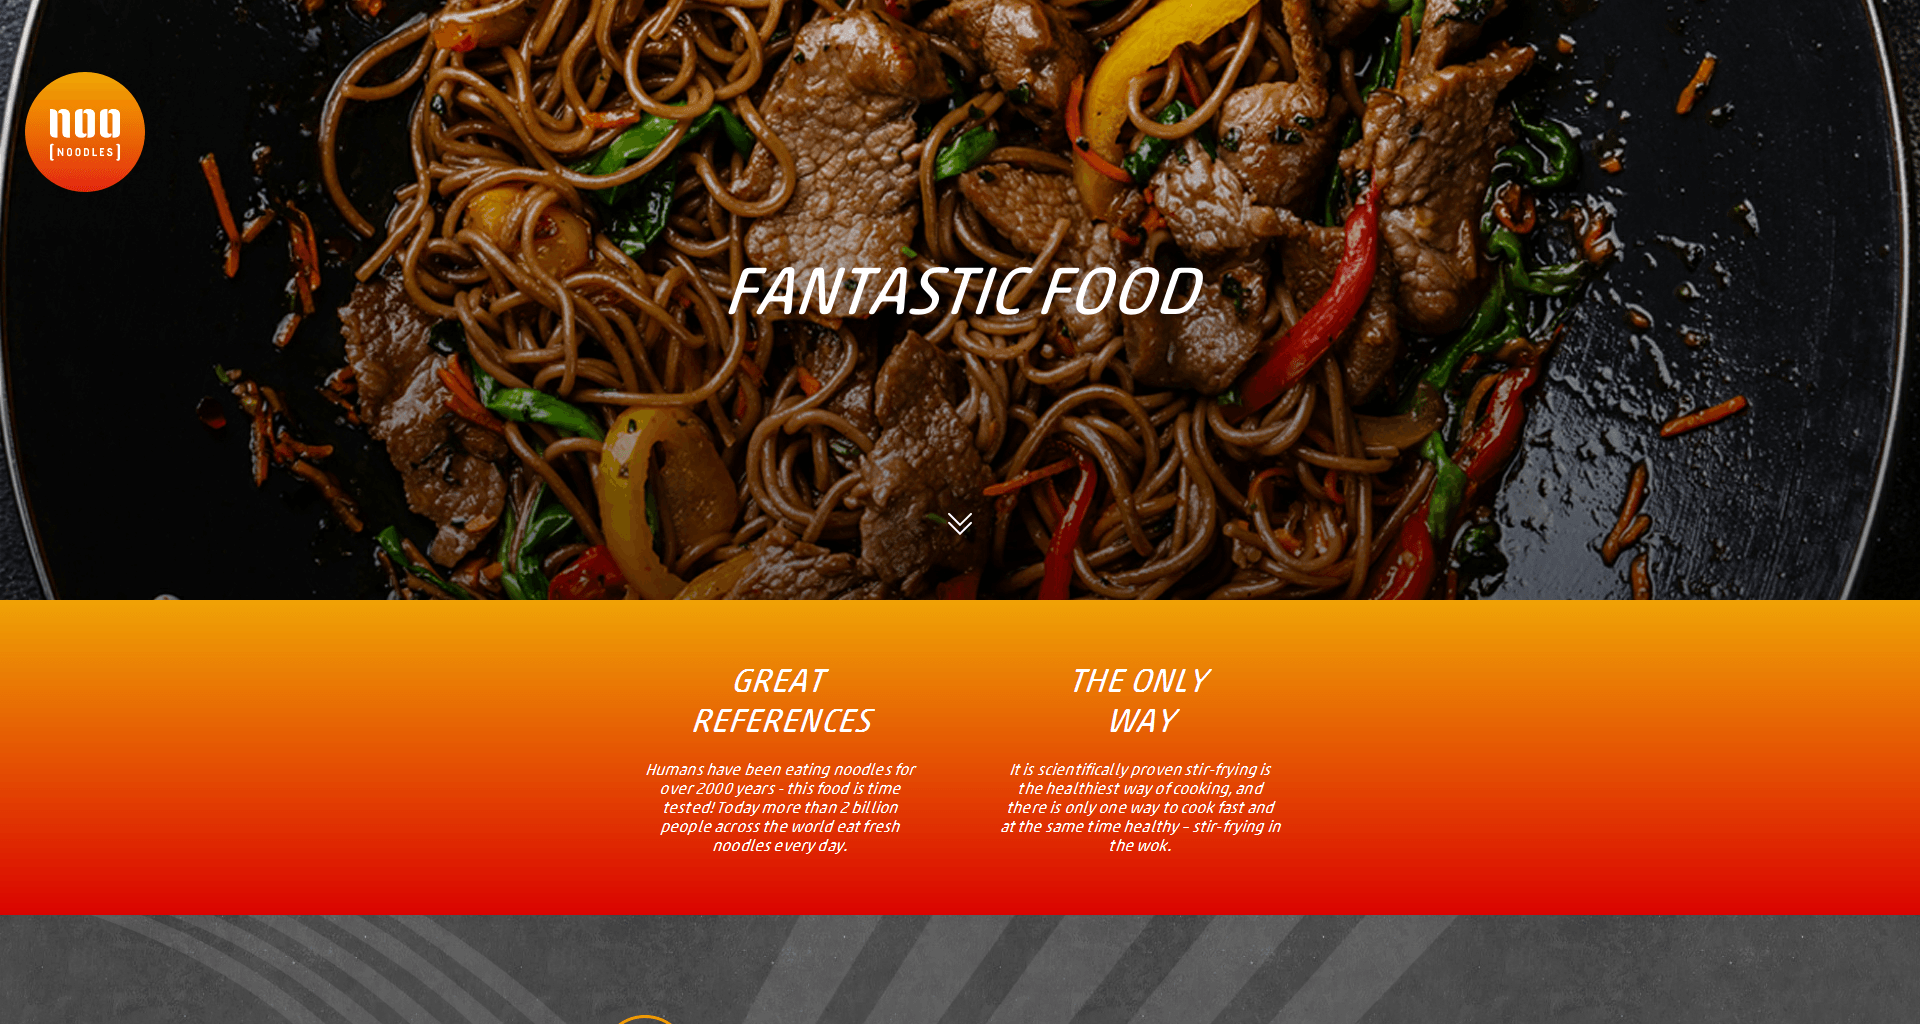 noo
[NOODLES]
FANTASTIC FOOD
GREAT
REFERENCES
Humans have been eating noodles for
over 2000 years - this food is time
tested! Today more than 2 billion
people across the world eat fresh
noodles every day.
THE ONLY
WAY
It is scientifically proven stir-frying is
the healthiest way of cooking, and
there is only one way to cook fast and
at the same time healthy – stir-frying in
the wok.